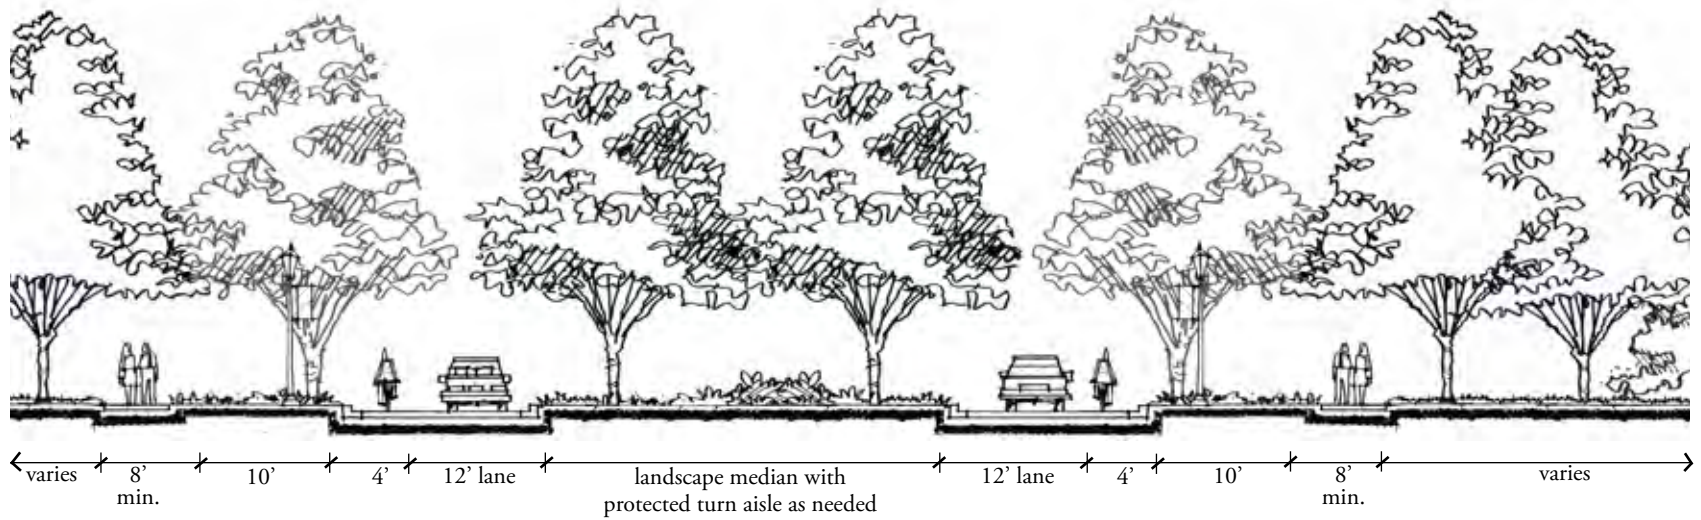 varies 8’ 10’ 4’ 12’ lane landscape median with 12’ lane 4’ 10’ 8’ varies
min. protected turn aisle as needed min.